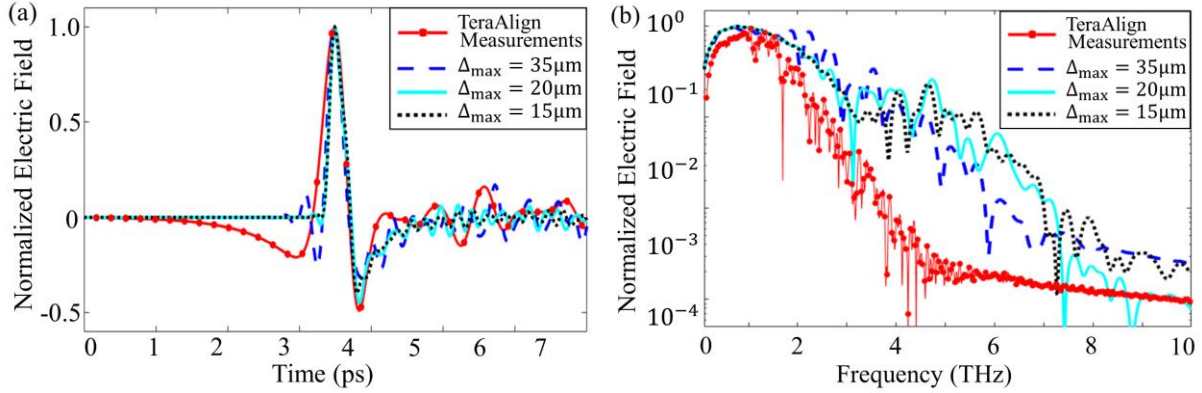 (a)
Normalized Electric Field
1.0
0.5
0
-0.5
0 1 2 3 4 5 6 7
Time (ps)
TeraAlign
Measurements
Δmax = 35μm
Δmax = 20μm
Δmax = 15μm
(b)
Normalized Electric Field
10⁰
10⁻¹
10⁻²
10⁻³
10⁻⁴
0 2 4 6 8 10
Frequency (THz)
TeraAlign
Measurements
Δmax = 35μm
Δmax = 20μm
Δmax = 15μm